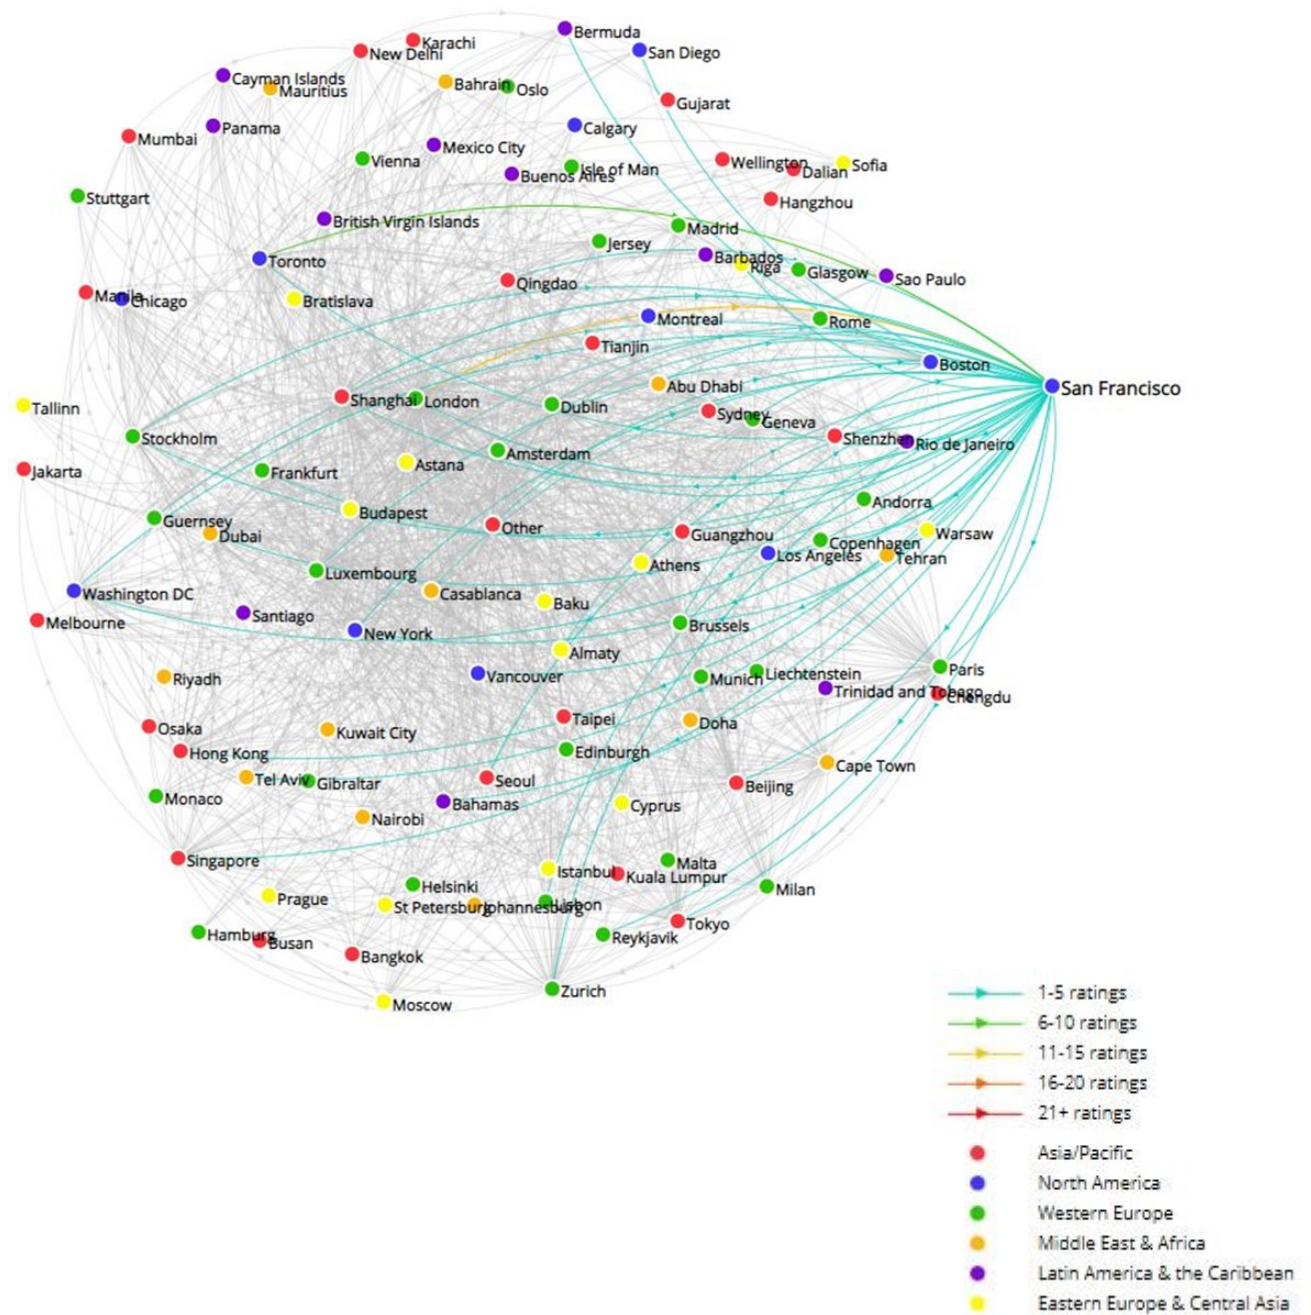 Bermuda
Karachi
New Delhi
San Diego
Cayman Islands
Mauritius
Bahrain
Oslo
Gujarat
Panama
Calgary
Mumbai
Mexico City
Vienna
Buenos Aires
Isle of Man
Wellington
Dalian
Sofia
Stuttgart
Hangzhou
British Virgin Islands
Madrid
Jersey
Barbados
Riga
Glasgow
Sao Paulo
Toronto
Qingdao
Manila
Chicago
Bratislava
Montreal
Rome
Tianjin
Boston
San Francisco
Abu Dhabi
Shanghai
London
Dublin
Tallinn
Sydney
Geneva
Stockholm
Shenzhen
Rio de Janeiro
Amsterdam
Astana
Jakarta
Frankfurt
Andorra
Budapest
Guernsey
Dubai
Other
Guangzhou
Copenhagen
Warsaw
Los Angeles
Tehran
Athens
Luxembourg
Washington DC
Casablanca
Baku
Santiago
Melbourne
New York
Brussels
Almaty
Paris
Riyadh
Vancouver
Munich
Liechtenstein
Trinidad and Tobago
Chengdu
Osaka
Kuwait City
Taipei
Doha
Hong Kong
Edinburgh
Cape Town
Tel Aviv
Gibraltar
Seoul
Beijing
Monaco
Bahamas
Cyprus
Nairobi
Singapore
Istanbul
Kuala Lumpur
Malta
Helsinki
Milan
Prague
St Petersburg
Johannesburg
Lisbon
Tokyo
Hamburg
Busan
Reykjavik
Bangkok
Zurich
Moscow
1-5 ratings
6-10 ratings
11-15 ratings
16-20 ratings
21+ ratings
Asia/Pacific
North America
Western Europe
Middle East & Africa
Latin America & the Caribbean
Eastern Europe & Central Asia